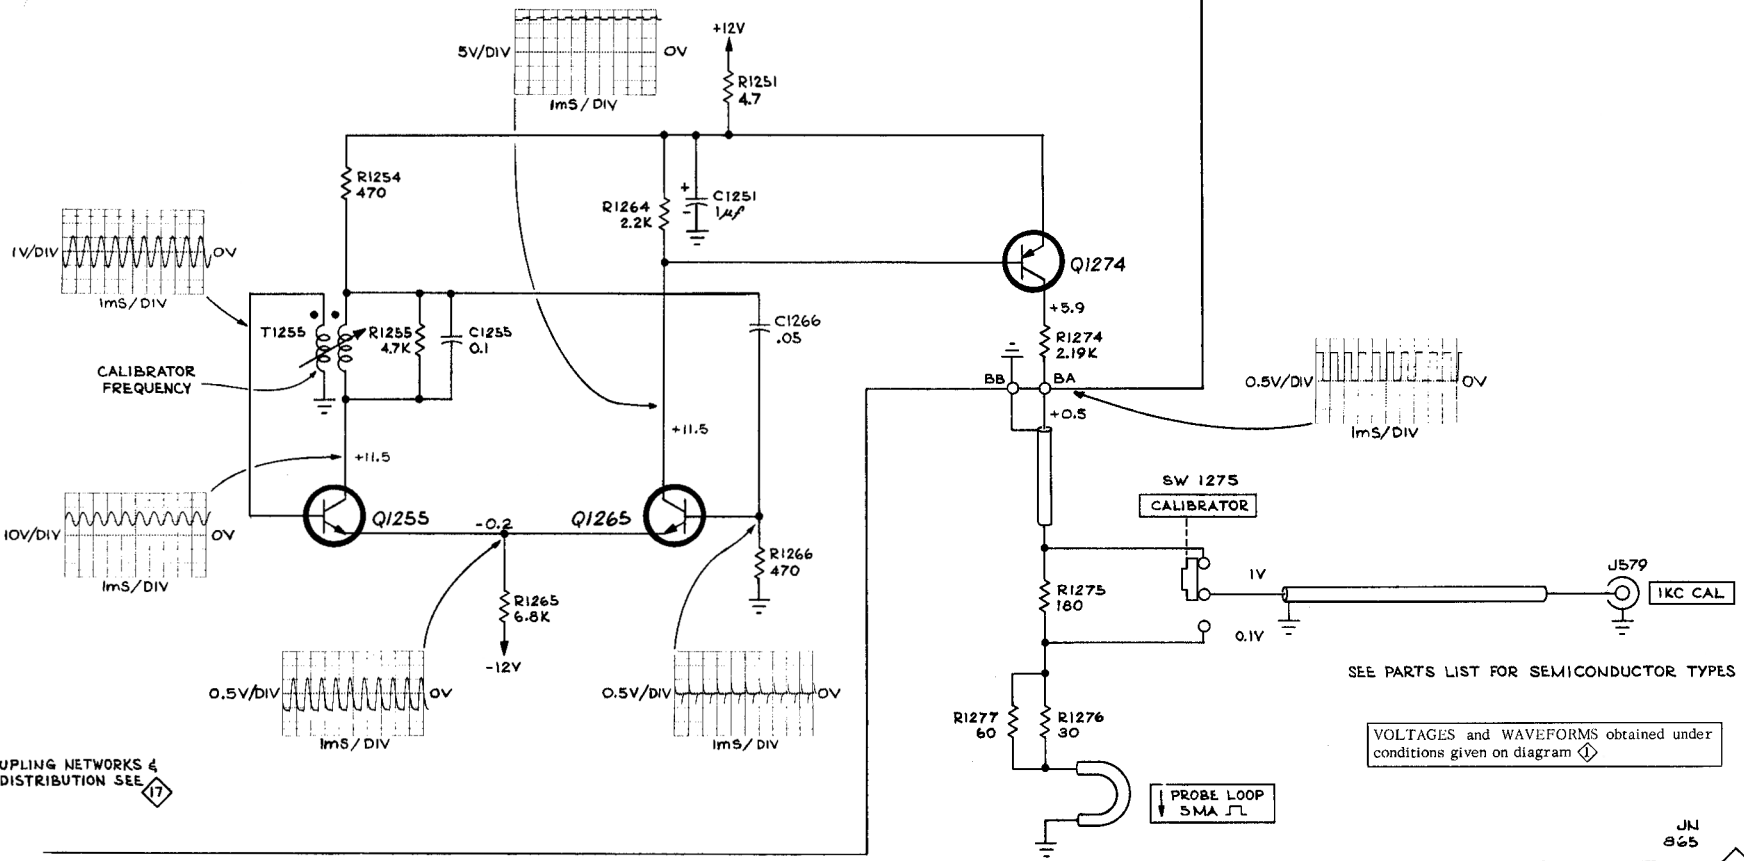 5V/DIV
0V
1mS/DIV
+12V
R1251
4.7
R1254
470
R1264
2.2K
+
-
C1251
1μf
1V/DIV
0V
1mS/DIV
Q1274
+5.9
R1274
2.19K
T1255
R1255
4.7K
C1255
0.1
C1266
.05
CALIBRATOR
FREQUENCY
BB
BA
+0.5
0.5V/DIV
0V
1mS/DIV
+11.5
+11.5
10V/DIV
0V
1mS/DIV
Q1255
-0.2
Q1265
R1266
470
R1265
6.8K
-12V
SW 1275
CALIBRATOR
1V
0.1V
R1275
180
J579
1KC CAL
0.5V/DIV
0V
1mS/DIV
0.5V/DIV
0V
1mS/DIV
SEE PARTS LIST FOR SEMICONDUCTOR TYPES
R1277
60
R1276
30
VOLTAGES and WAVEFORMS obtained under
conditions given on diagram 1
UPLING NETWORKS &
DISTRIBUTION SEE 17
PROBE LOOP
5MA
JN
865